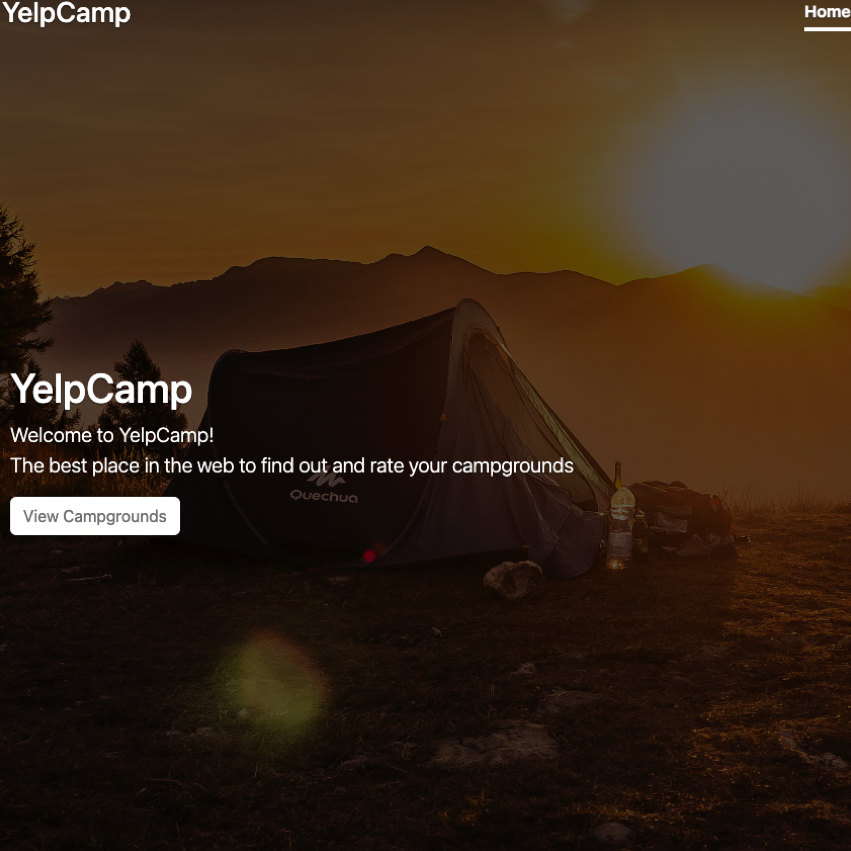 YelpCamp
Home
YelpCamp
Welcome to YelpCamp!
The best place in the web to find out and rate your campgrounds
Quechua
View Campgrounds